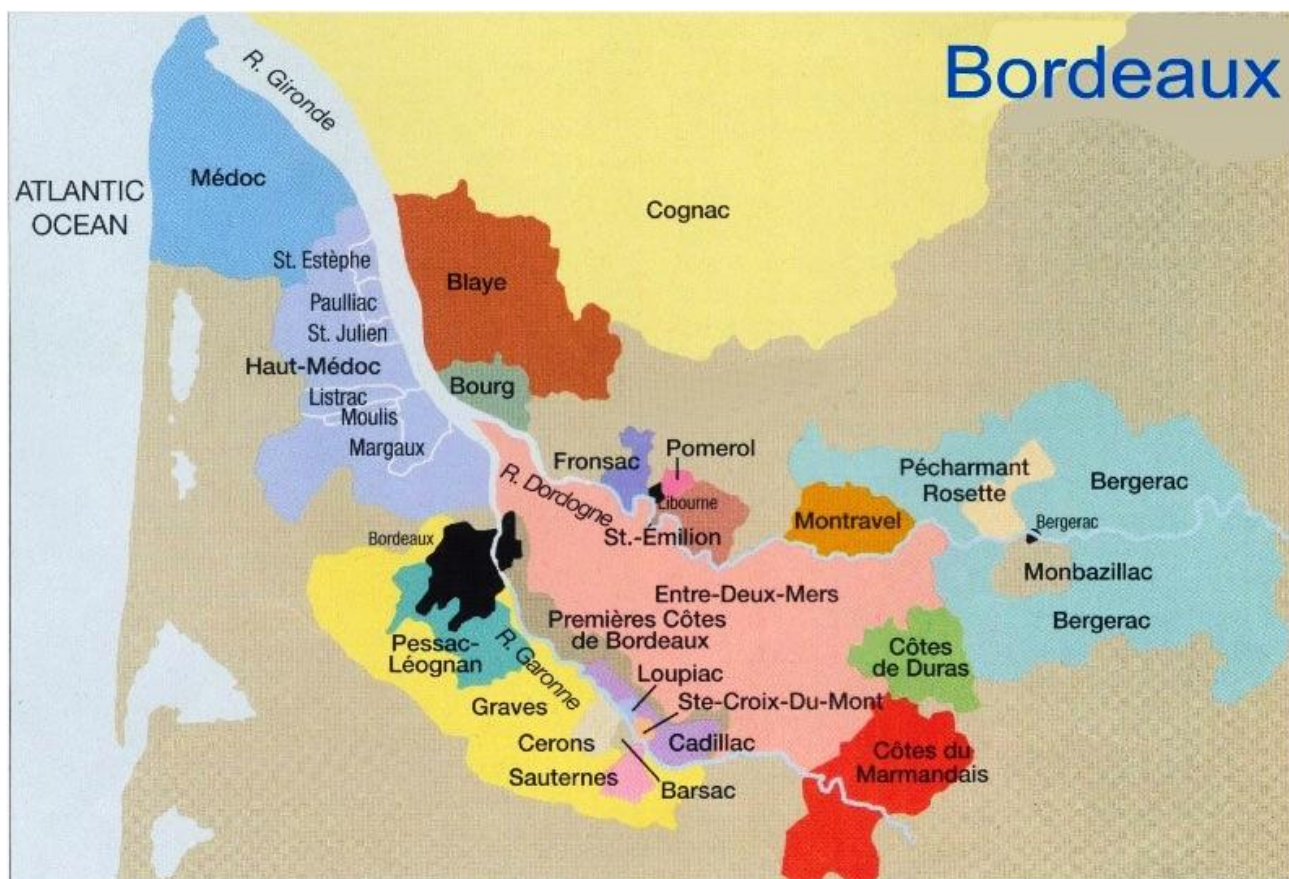 Bordeaux
R. Gironde
ATLANTIC
OCEAN
Médoc
Cognac
St. Estèphe
Blaye
Paulliac
St. Julien
Haut-Médoc
Bourg
Listrac
Moulis
Margaux
Fronsac
Pomerol
Pécharmant
Rosette
Bergerac
R. Dordogne
Libourne
Montravel
Bergerac
Bordeaux
St.-Émilion
Monbazillac
Entre-Deux-Mers
Premières Côtes
de Bordeaux
Bergerac
Pessac-
Léognan
R. Garonne
Côtes
de Duras
Loupiac
Graves
Ste-Croix-Du-Mont
Cerons
Cadillac
Côtes du
Marmandais
Sauternes
Barsac